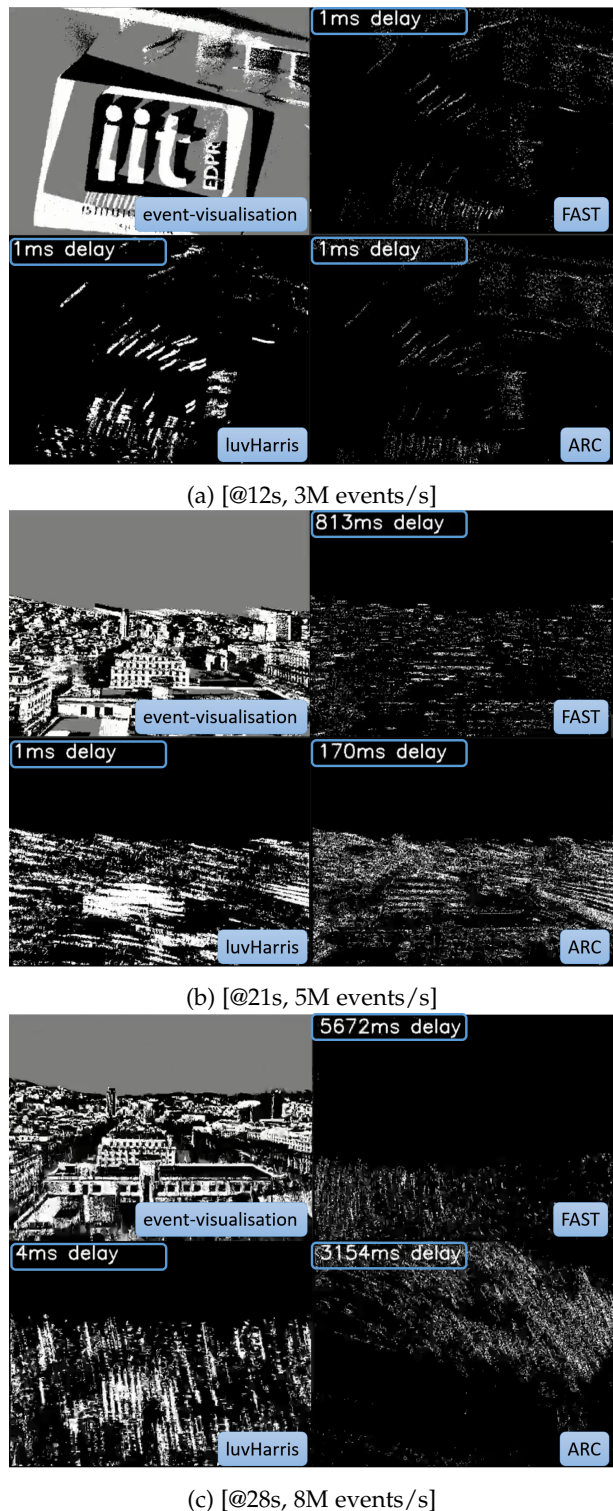 1ms delay
iit
EDPR
event-visualisation
FAST
1ms delay
1ms delay
luvHarris
ARC
(a) [@12s, 3M events/s]
813ms delay
event-visualisation
FAST
1ms delay
170ms delay
luvHarris
ARC
(b) [@21s, 5M events/s]
5672ms delay
event-visualisation
FAST
4ms delay
3154ms delay
luvHarris
ARC
(c) [@28s, 8M events/s]